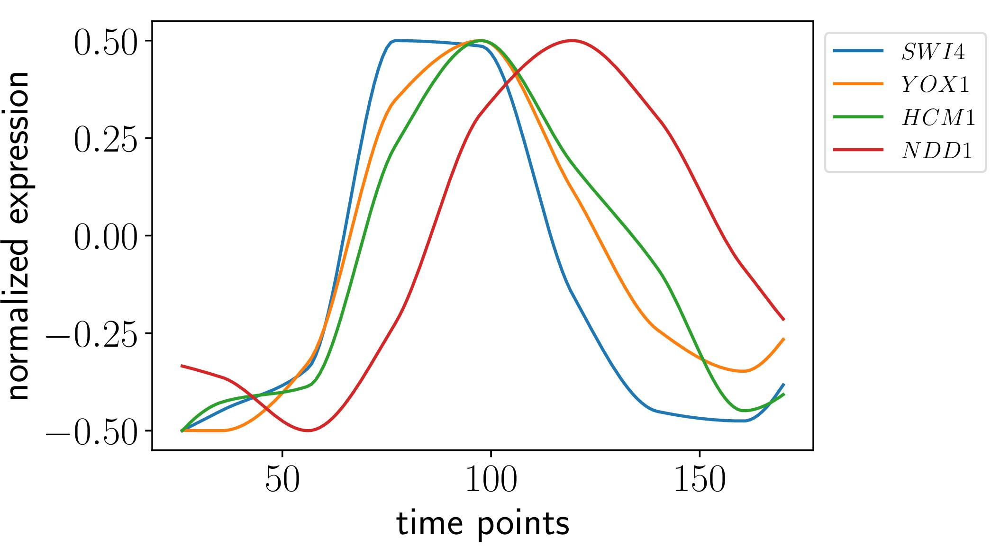 normalized expression
0.50
0.25
0.00
−0.25
−0.50
50 100 150
time points
SWI4
YOX1
HCM1
NDD1